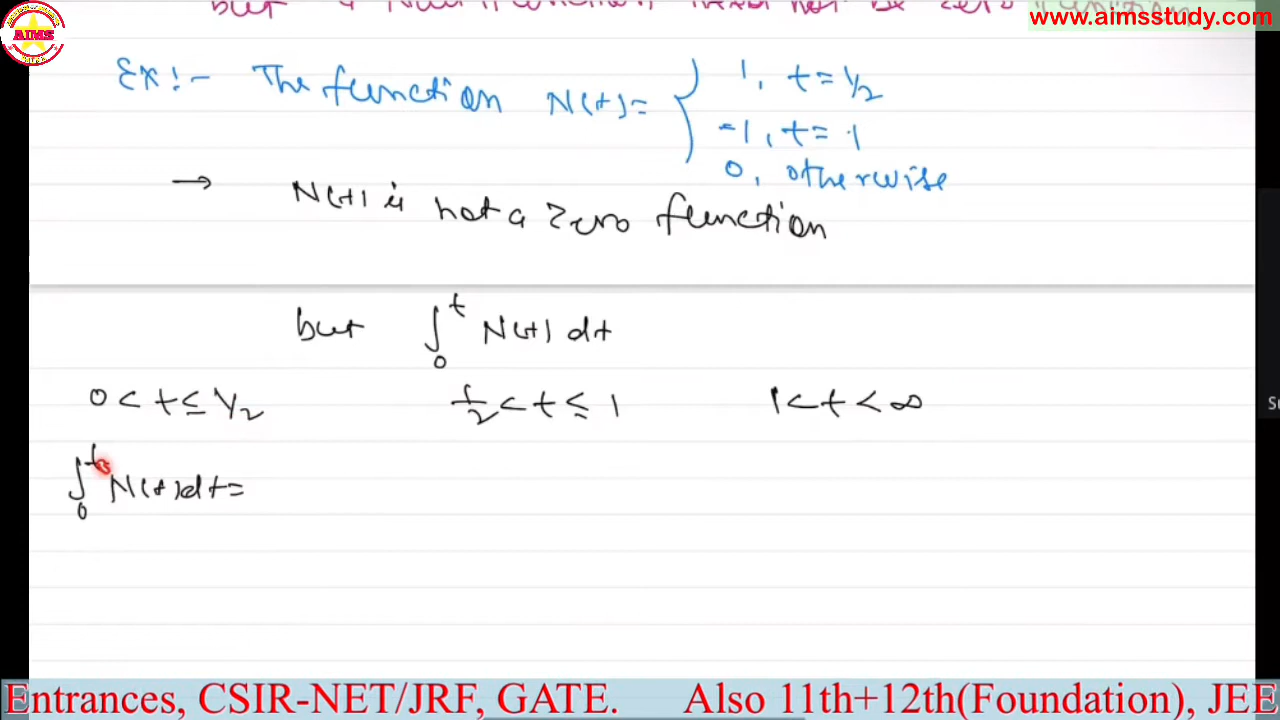 AIMS
www.aimsstudy.com
Ex:- The function N(t)= { 1, t=1/2
-1, t=1
0, otherwise
→ N(t) is not a zero function
but ∫₀ᵗ N(t) dt
0 < t ≤ 1/2    1/2 < t ≤ 1    1 < t < ∞
∫₀ᵗ N(t)dt=
Entrances, CSIR-NET/JRF, GATE. Also 11th+12th(Foundation), JEE